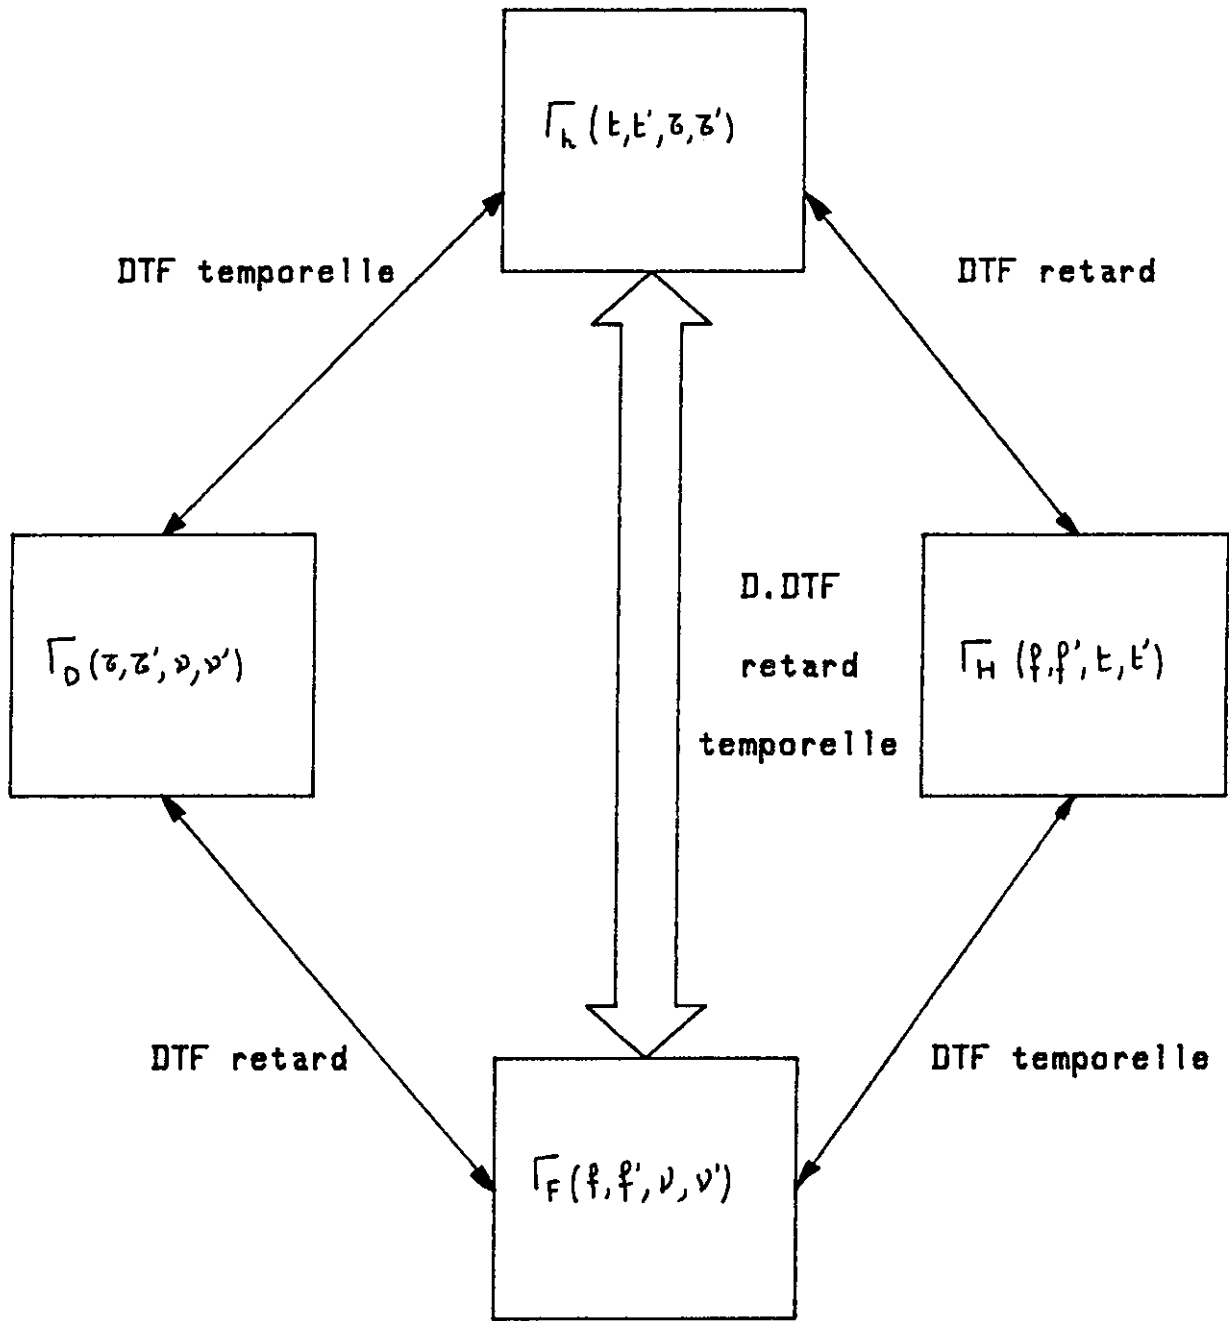 Γh (t,t',τ,τ')
DTF temporelle
DTF retard
D.DTF
retard
temporelle
ΓD (τ,τ',ν,ν')
ΓH (f,f',t,t')
DTF retard
DTF temporelle
ΓF (f,f',ν,ν')